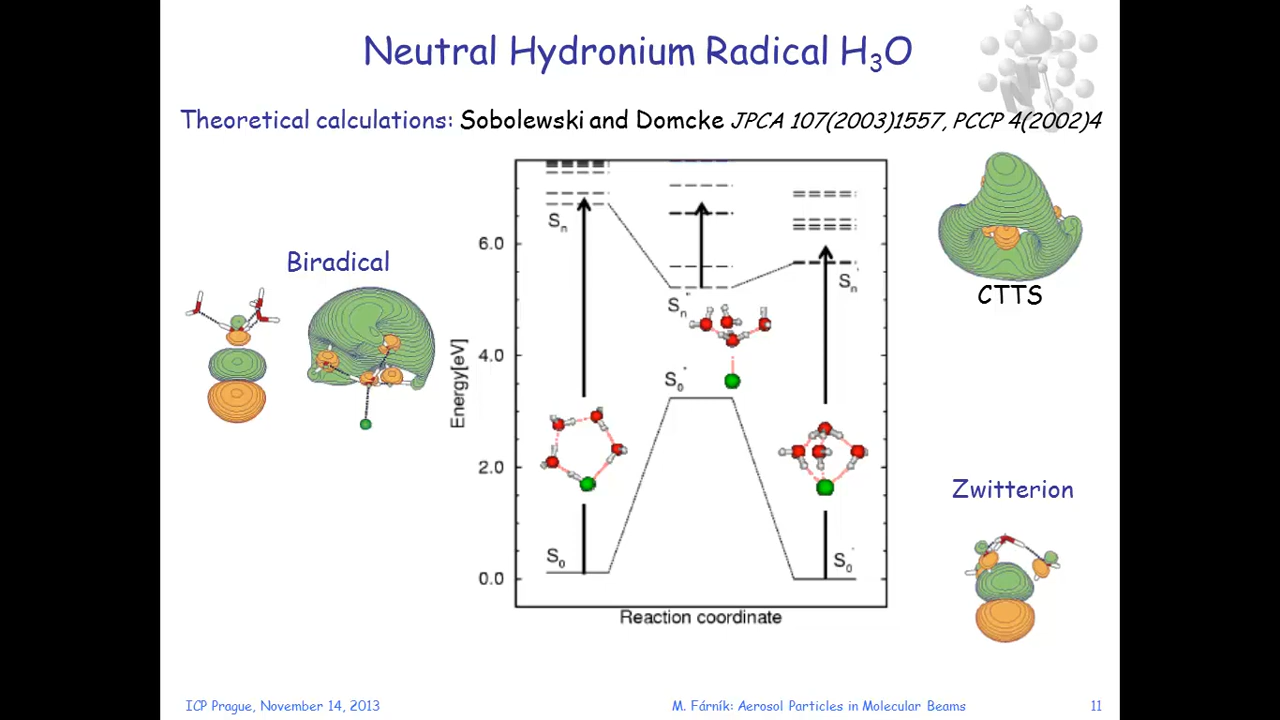 Neutral Hydronium Radical H₃O
Theoretical calculations: Sobolewski and Domcke JPCA 107(2003)1557, PCCP 4(2002)4
Biradical
CTTS
Zwitterion
Energy[eV]
6.0
4.0
2.0
0.0
Sn
Sn''
Sn'
S0''
S0
S0'
Reaction coordinate
ICP Prague, November 14, 2013
M. Fárník: Aerosol Particles in Molecular Beams
11